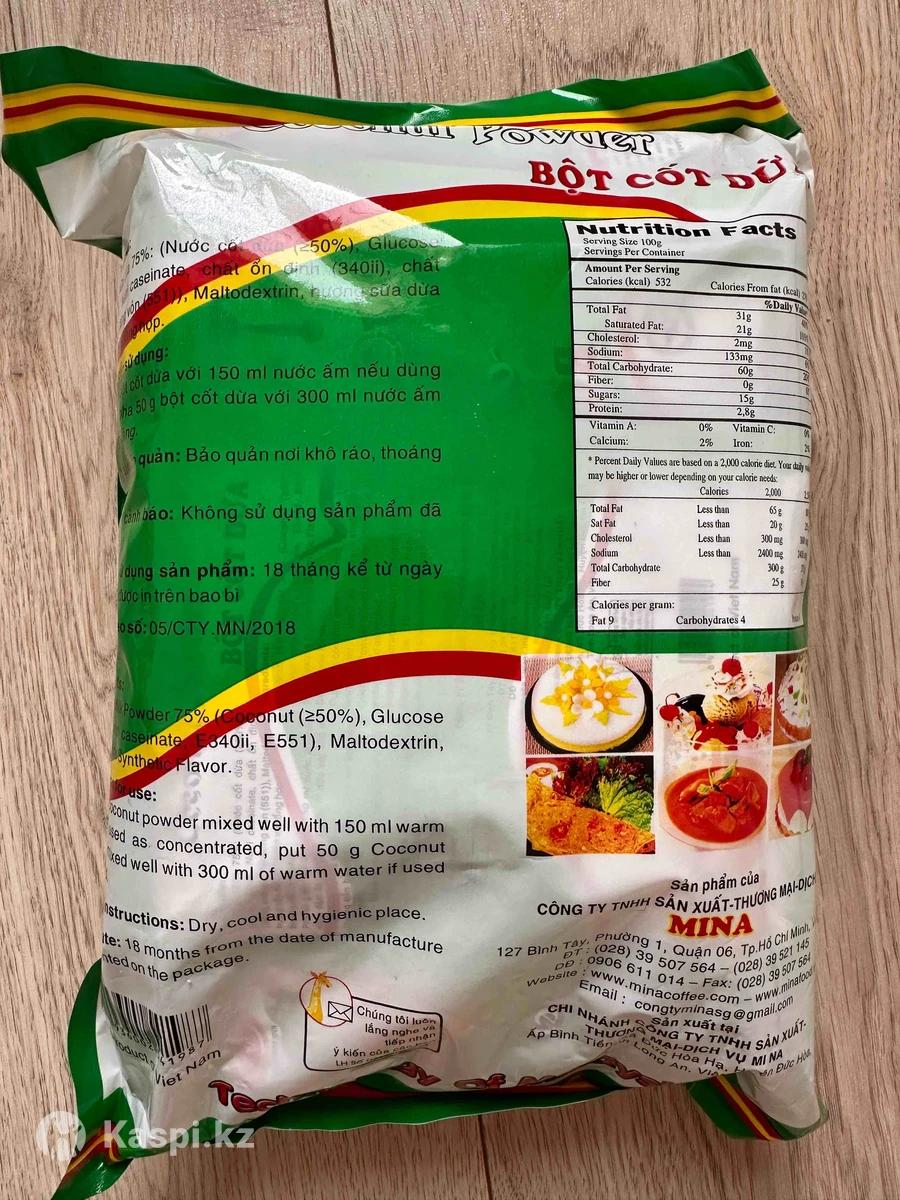 Powder
BỘT CỐT DỪ
75%: (Nước cốt dừa (≥50%), Glucose
caseinate, chất ổn định (340ii), chất
vón (551)), Maltodextrin, hương sữa dừa
hợp.
sử dụng:
cốt dừa với 150 ml nước ấm nếu dùng
50 g bột cốt dừa với 300 ml nước ấm
quản: Bảo quản nơi khô ráo, thoáng
cảnh báo: Không sử dụng sản phẩm đã
dụng sản phẩm: 18 tháng kể từ ngày
được in trên bao bì
số: 05/CTY.MN/2018
Powder 75% (Coconut (≥50%), Glucose
caseinate, E340ii, E551), Maltodextrin,
Synthetic Flavor.
for use:
Coconut powder mixed well with 150 ml warm
used as concentrated, put 50 g Coconut
mixed well with 300 ml of warm water if used
nstructions: Dry, cool and hygienic place.
18 months from the date of manufacture
on the package.
Viet Nam
Nutrition Facts
Serving Size 100g
Servings Per Container
Amount Per Serving
Calories (kcal) 532 Calories From fat (kcal)
%Daily
Total Fat 31g
Saturated Fat: 21g
Cholesterol: 2mg
Sodium: 133mg
Total Carbohydrate: 60g
Fiber: 0g
Sugars: 15g
Protein: 2,8g
Vitamin A: 0% Vitamin C:
Calcium: 2% Iron:
* Percent Daily Values are based on a 2,000 calorie diet. Your daily
may be higher or lower depending on your calorie needs:
Calories 2,000
Total Fat Less than 65 g
Sat Fat Less than 20 g
Cholesterol Less than 300 mg
Sodium Less than 2400 mg
Total Carbohydrate 300 g
Fiber 25 g
Calories per gram:
Fat 9 Carbohydrates 4
Sản phẩm của
CÔNG TY TNHH SẢN XUẤT-THƯƠNG MẠI-DỊCH
MINA
127 Bình Tây, Phường 1, Quận 06, Tp.Hồ Chí Minh,
ĐT : (028) 39 507 564 – (028) 39 521 145
DĐ : 0906 611 014 – Fax: (028) 39 507 564
Website : www.minacoffee.com – www.minafood
Email : congtyminasg@gmail.com
Sản xuất tại
CHI NHÁNH CÔNG TY TNHH SẢN XUẤT-
THƯƠNG MẠI-DỊCH VỤ MI NA
Ấp Bình Tiền Đức Hòa Hạ, Đức Hòa,
Long An,
Chúng tôi luôn
lắng nghe và
tiếp nhận
ý kiến của
Kaspi.kz